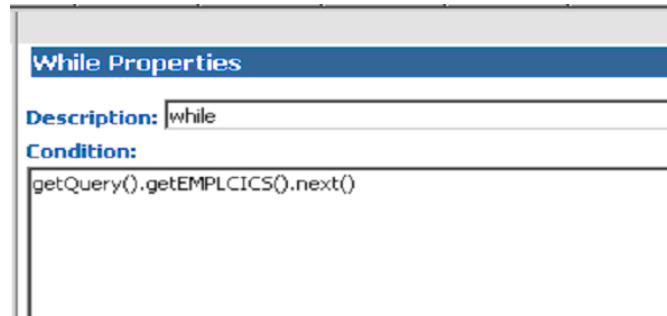 While Properties
Description: while
Condition:
getQuery().getEMPLCICS().next()